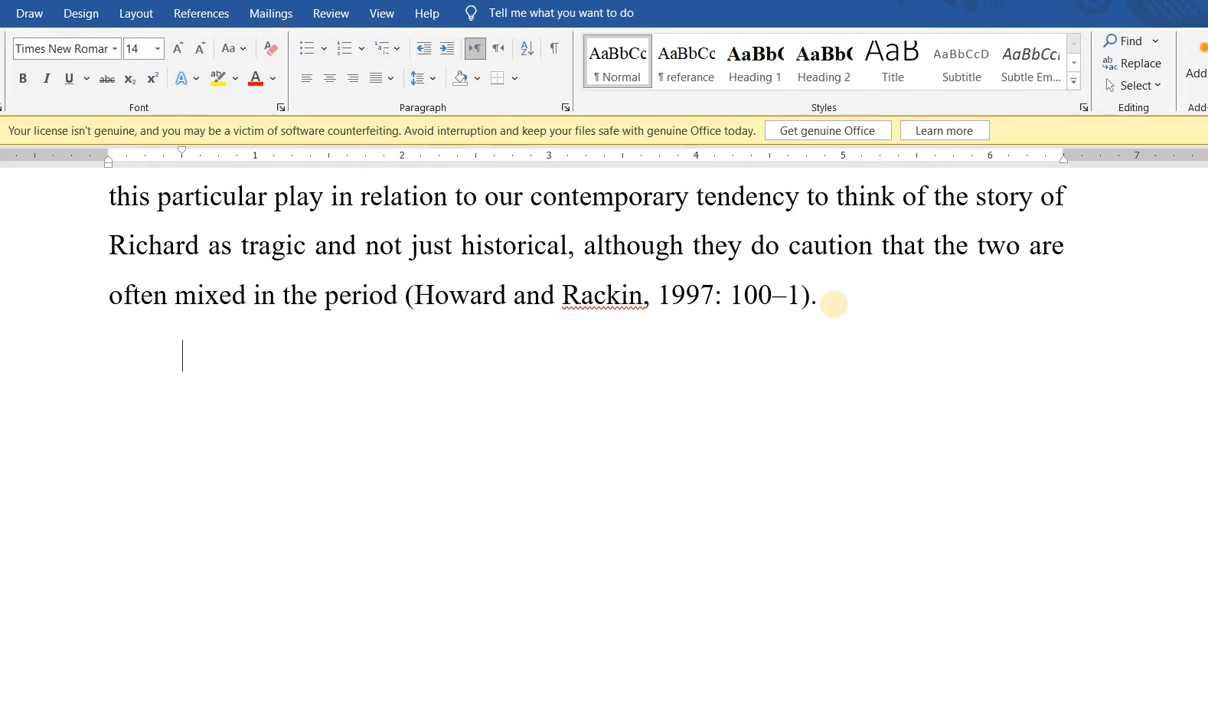 Draw Design Layout References Mailings Review View Help Tell me what you want to do
Times New Romar 14 Aa
AaBbCc AaBbCc AaBb( AaBb( AaB AaBbCcD AaBbCc
Find
Replace
Select
B I U abc x₂ x² A aby A
¶ Normal ¶ referance Heading 1 Heading 2 Title Subtitle Subtle Em...
Add
Font Paragraph Styles Editing Add-
Your license isn't genuine, and you may be a victim of software counterfeiting. Avoid interruption and keep your files safe with genuine Office today. Get genuine Office Learn more
1 2 3 4 5 6 7
this particular play in relation to our contemporary tendency to think of the story of
Richard as tragic and not just historical, although they do caution that the two are
often mixed in the period (Howard and Rackin, 1997: 100–1).